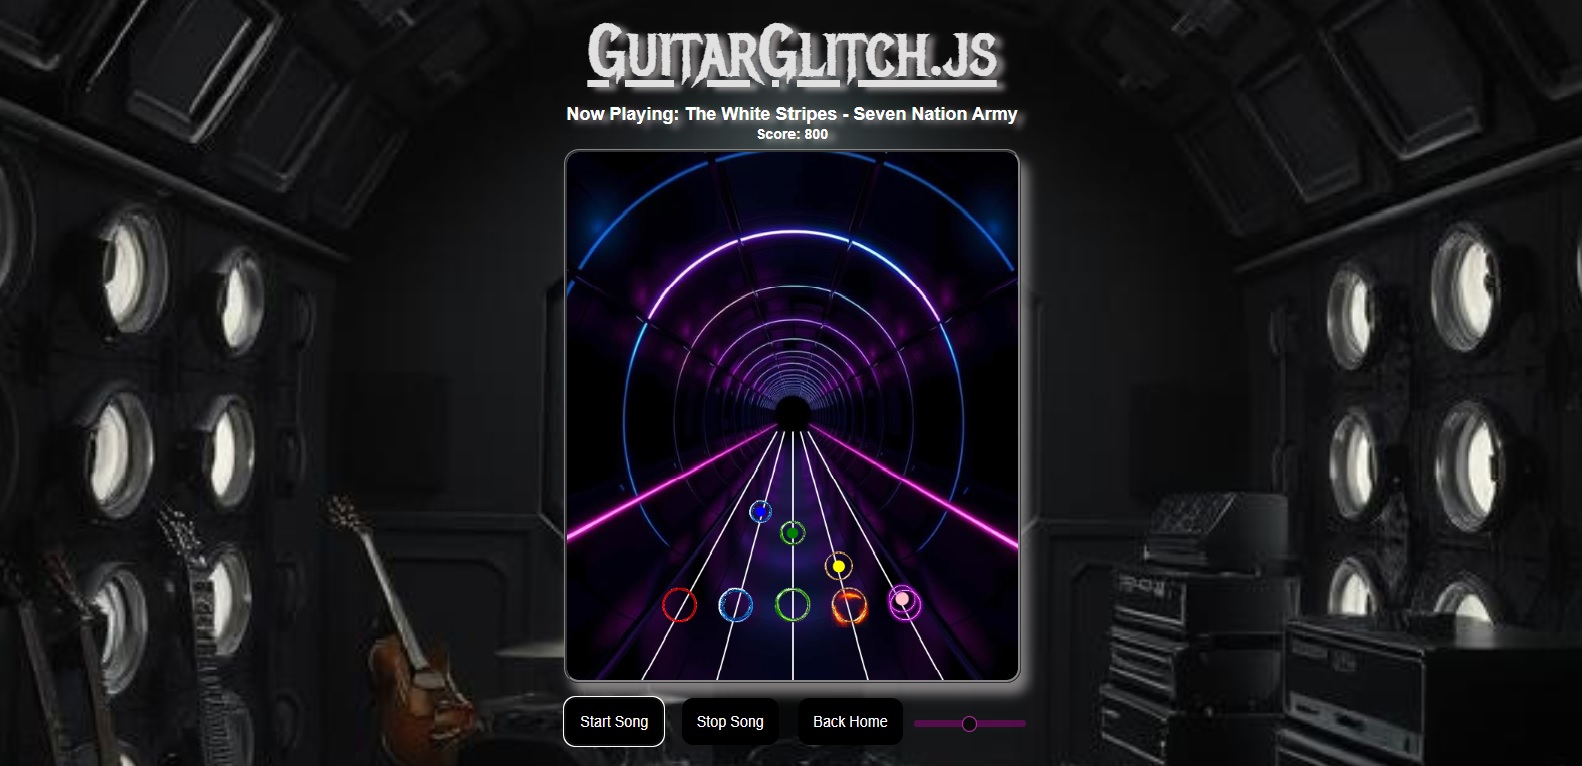 GuitarGlitch.js
Now Playing: The White Stripes - Seven Nation Army
Score: 800
Start Song
Stop Song
Back Home